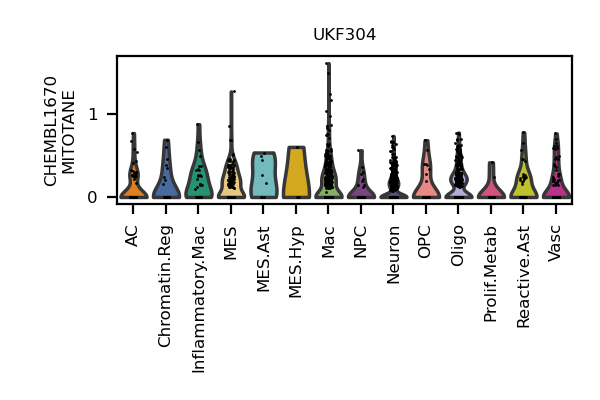 UKF304
CHEMBL1670
MITOTANE
1
0
AC
Chromatin.Reg
Inflammatory.Mac
MES
MES.Ast
MES.Hyp
Mac
NPC
Neuron
OPC
Oligo
Prolif.Metab
Reactive.Ast
Vasc